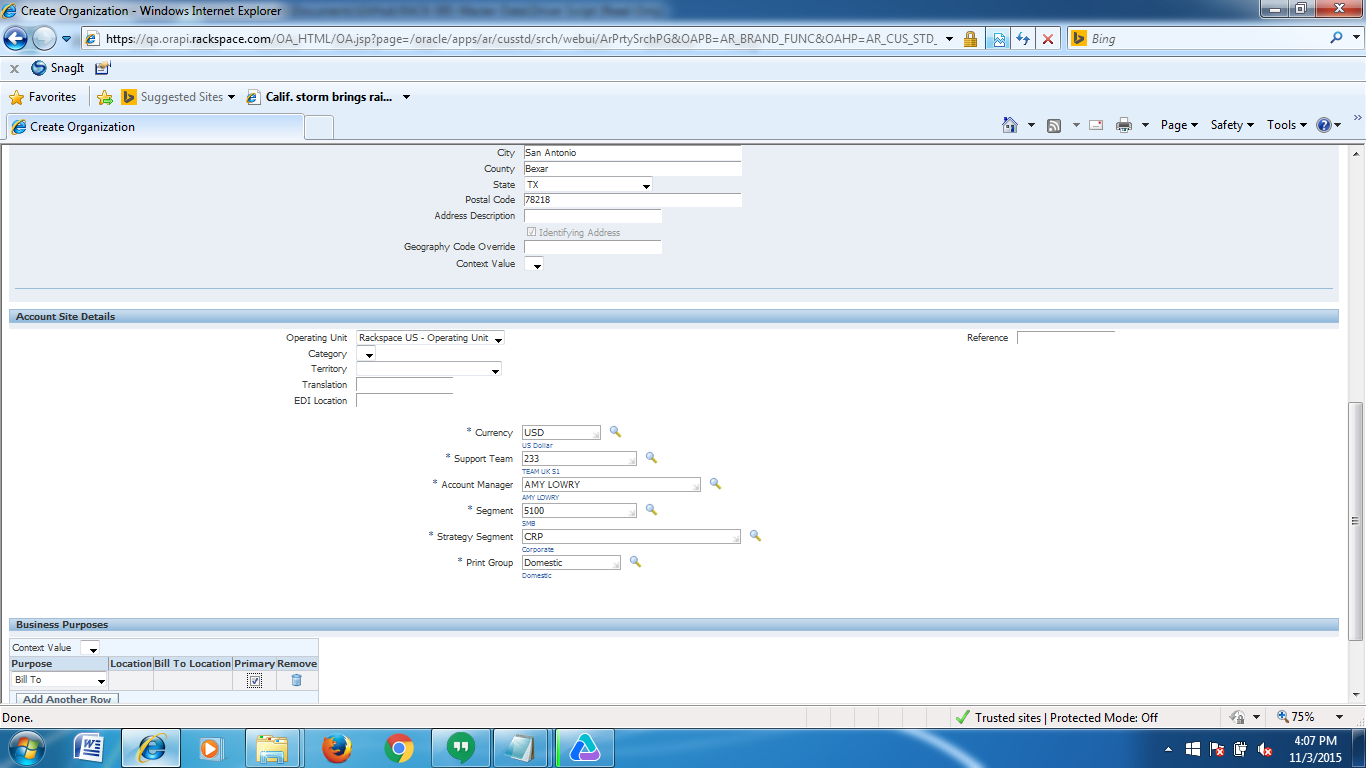 Create Organization - Windows Internet Explorer
https://qa.orapi.rackspace.com/OA_HTML/OA.jsp?page=/oracle/apps/ar/cusstd/srch/webui/ArPrtySrchPG&OAPB=AR_BRAND_FUNC&OAHP=AR_CUS_STD_
Bing
x SnagIt
Favorites Suggested Sites Calif. storm brings rai...
Create Organization
Page Safety Tools
City San Antonio
County Bexar
State TX
Postal Code 78218
Address Description
Identifying Address
Geography Code Override
Context Value
Account Site Details
Operating Unit Rackspace US - Operating Unit Reference
Category
Territory
Translation
EDI Location
* Currency USD
US Dollar
* Support Team 233
TEAM UK S1
* Account Manager AMY LOWRY
AMY LOWRY
* Segment 5100
SMB
* Strategy Segment CRP
Corporate
* Print Group Domestic
Domestic
Business Purposes
Context Value
Purpose Location Bill To Location Primary Remove
Bill To
Add Another Row
Done. Trusted sites | Protected Mode: Off 75%
4:07 PM
11/3/2015